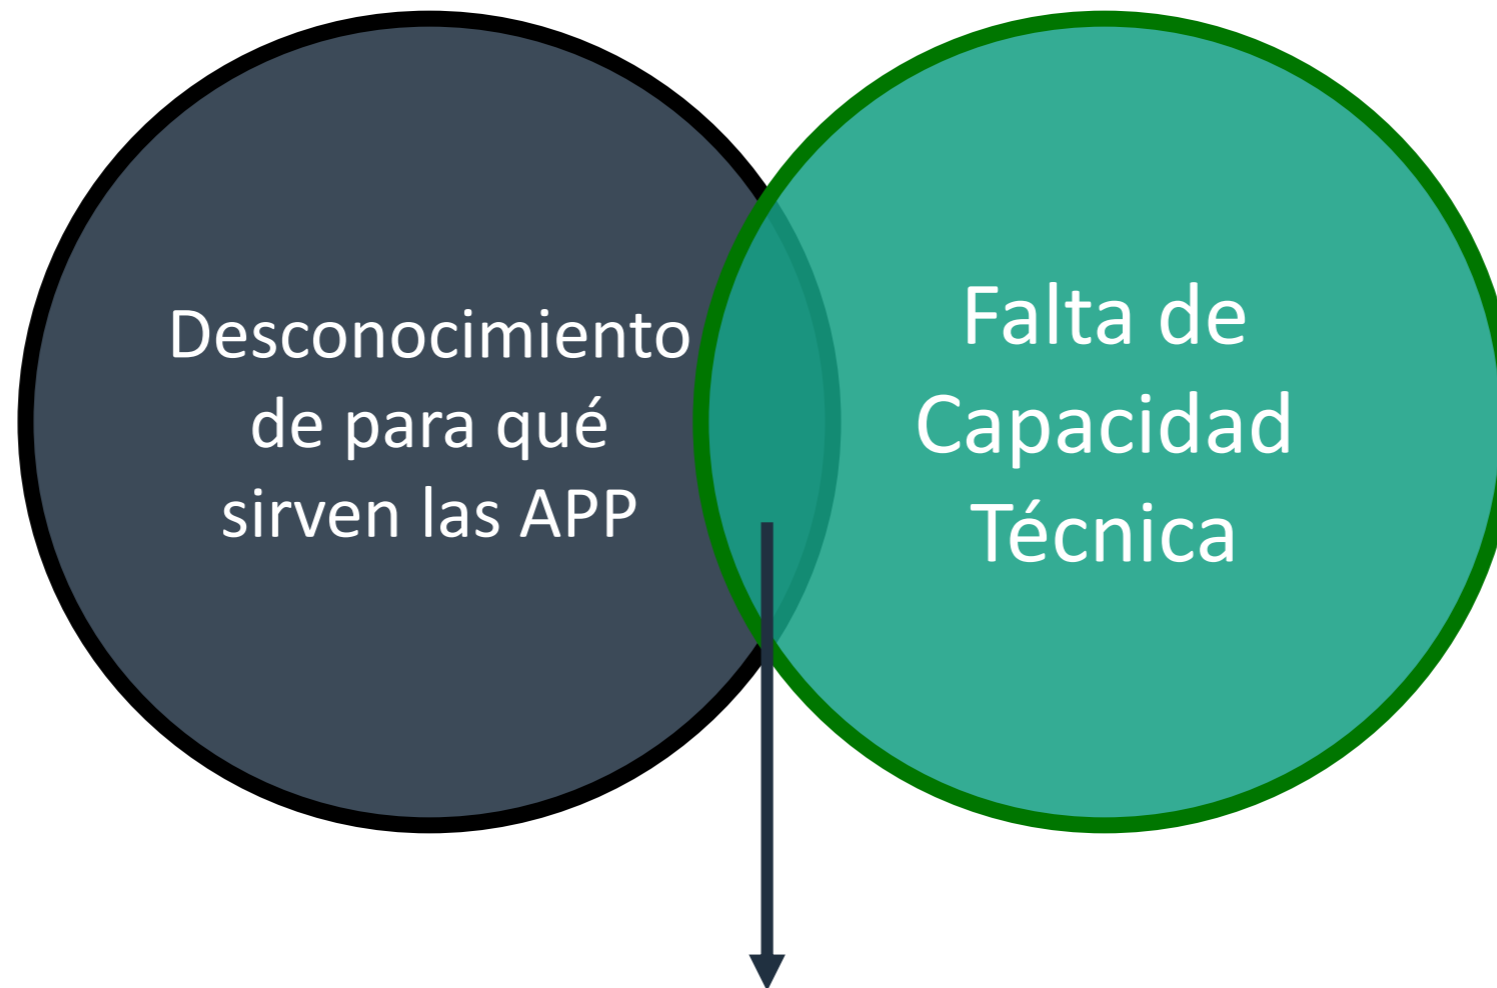 Desconocimiento
de para qué
sirven las APP
Falta de
Capacidad
Técnica